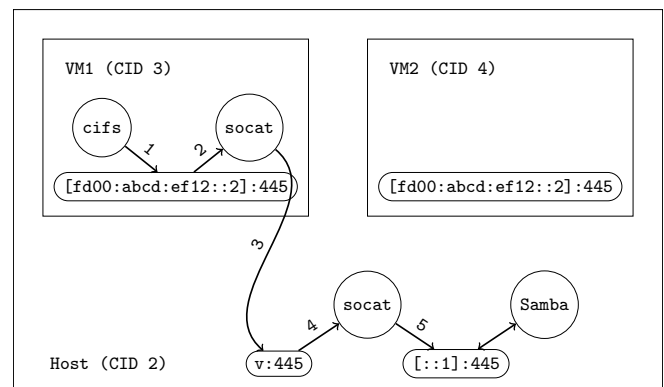 VM1 (CID 3)
VM2 (CID 4)
cifs
socat
1
2
[fd00:abcd:ef12::2]:445
[fd00:abcd:ef12::2]:445
3
socat
Samba
4
5
Host (CID 2)
v:445
[::1]:445